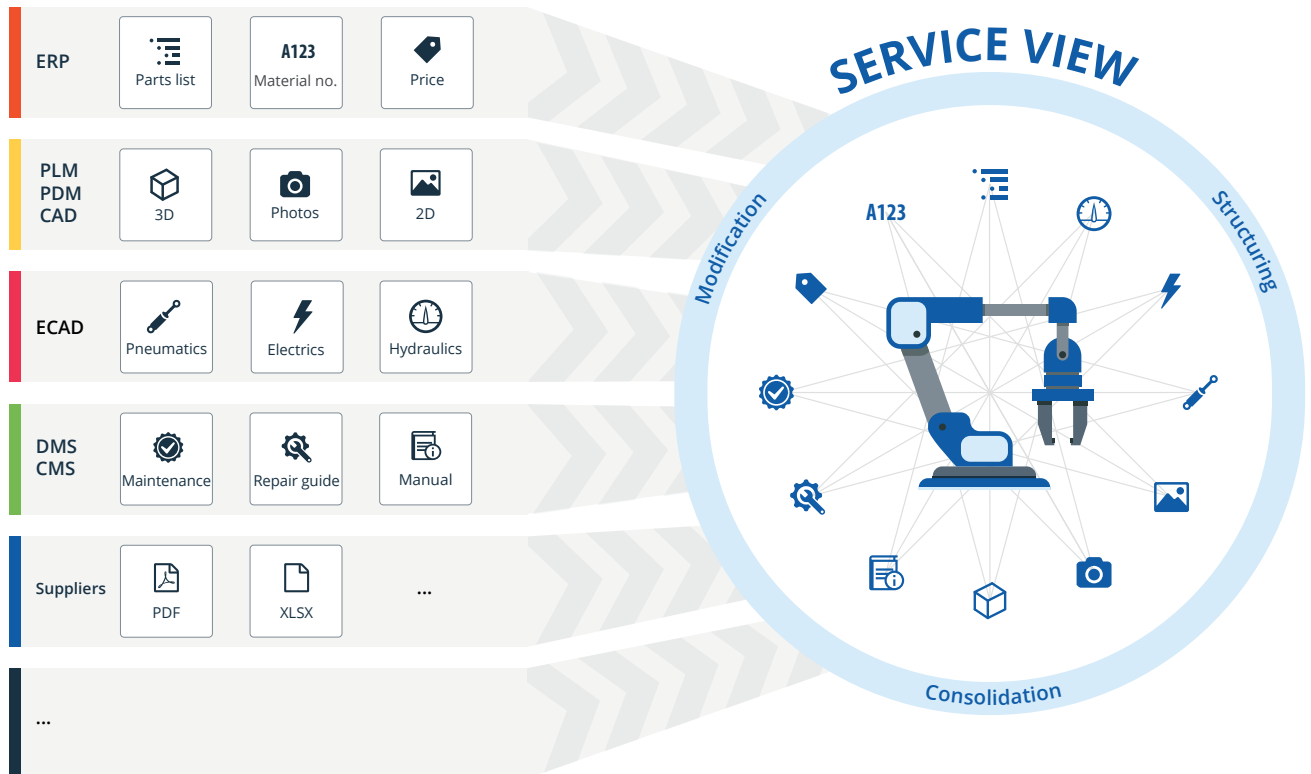 SERVICE VIEW
ERP
Parts list
A123
Material no.
Price
PLM
PDM
CAD
3D
Photos
2D
ECAD
Pneumatics
Electrics
Hydraulics
DMS
CMS
Maintenance
Repair guide
Manual
Suppliers
PDF
XLSX
...
...
A123
Modification
Structuring
Consolidation